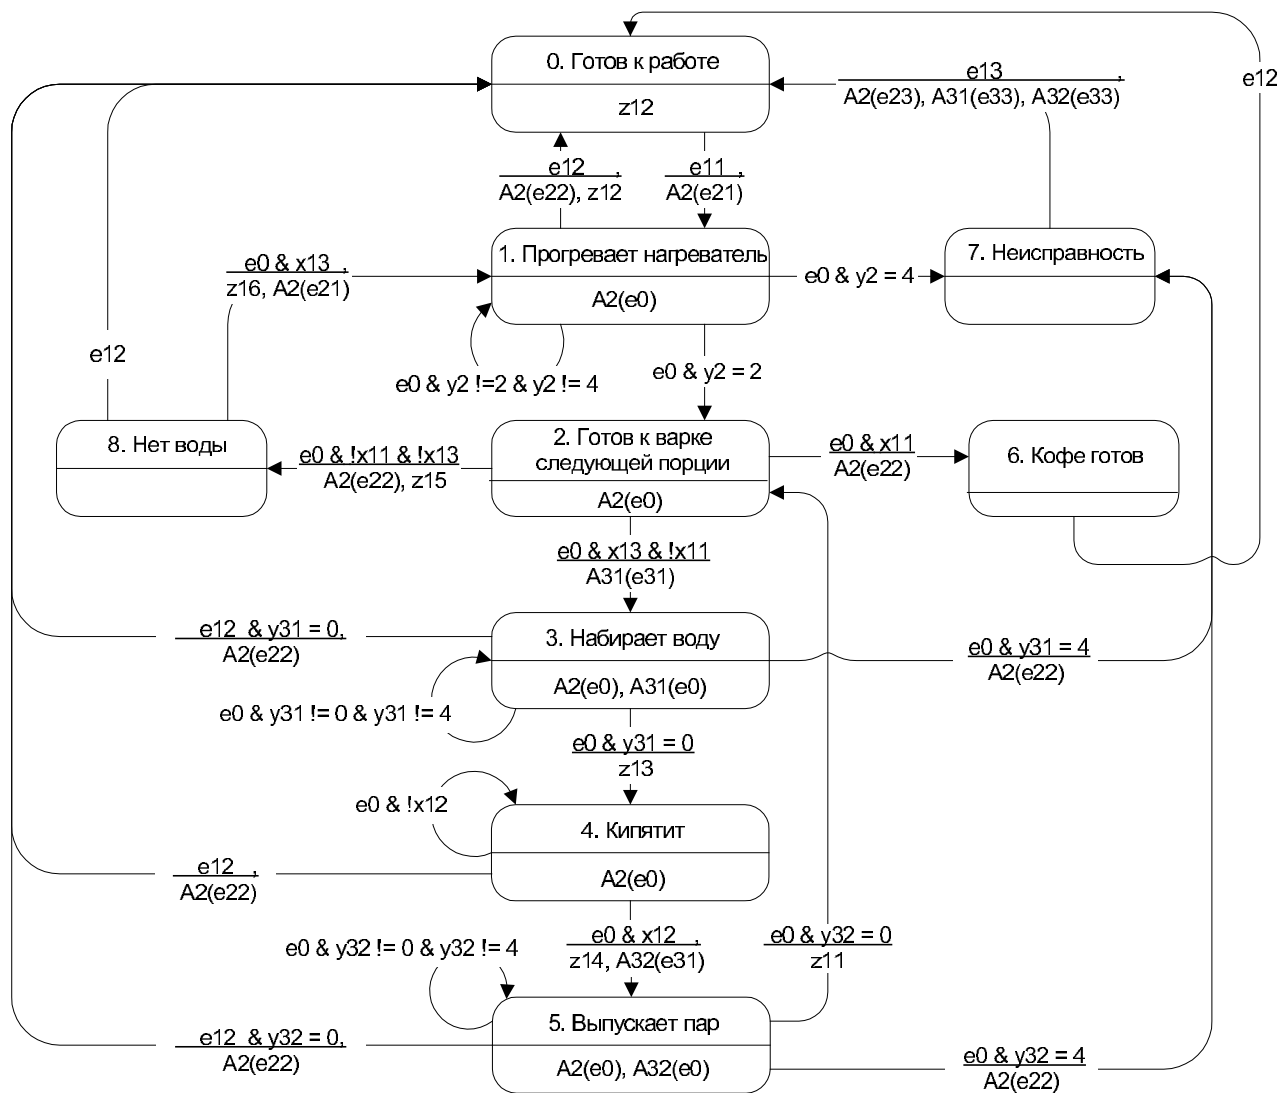 0. Готов к работе
z12
e13 ,
A2(e23), A31(e33), A32(e33)
e12
e12 ,
A2(e22), z12
e11 ,
A2(e21)
1. Прогревает нагреватель
A2(e0)
e0 & y2 = 4
7. Неисправность
e0 & x13 ,
z16, A2(e21)
e12
e0 & y2 !=2 & y2 != 4
e0 & y2 = 2
8. Нет воды
e0 & !x11 & !x13
A2(e22), z15
2. Готов к варке
следующей порции
A2(e0)
e0 & x11
A2(e22)
6. Кофе готов
e0 & x13 & !x11
A31(e31)
e12 & y31 = 0,
A2(e22)
3. Набирает воду
A2(e0), A31(e0)
e0 & y31 = 4
A2(e22)
e0 & y31 != 0 & y31 != 4
e0 & y31 = 0
z13
e0 & !x12
4. Кипятит
A2(e0)
e12 ,
A2(e22)
e0 & y32 != 0 & y32 != 4
e0 & x12 ,
z14, A32(e31)
e0 & y32 = 0
z11
5. Выпускает пар
A2(e0), A32(e0)
e12 & y32 = 0,
A2(e22)
e0 & y32 = 4
A2(e22)